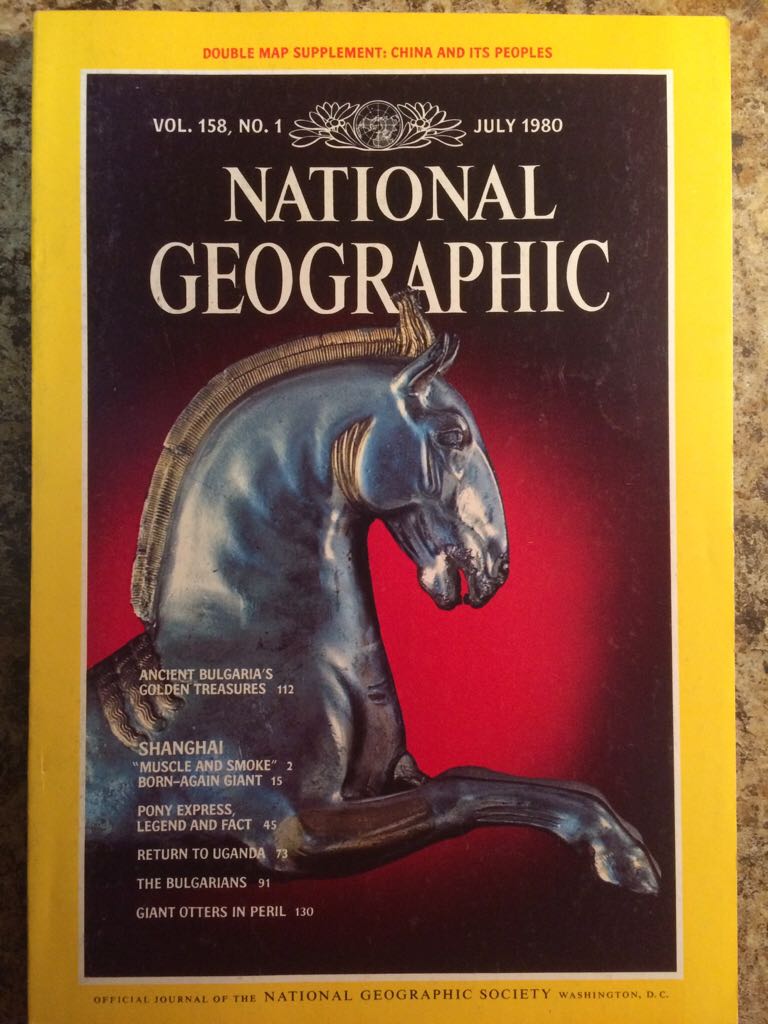 DOUBLE MAP SUPPLEMENT: CHINA AND ITS PEOPLES
VOL. 158, NO. 1 JULY 1980
NATIONAL
GEOGRAPHIC
ANCIENT BULGARIA'S
GOLDEN TREASURES 112
SHANGHAI
"MUSCLE AND SMOKE" 2
BORN-AGAIN GIANT 15
PONY EXPRESS,
LEGEND AND FACT 45
RETURN TO UGANDA 73
THE BULGARIANS 91
GIANT OTTERS IN PERIL 130
OFFICIAL JOURNAL OF THE NATIONAL GEOGRAPHIC SOCIETY WASHINGTON, D.C.